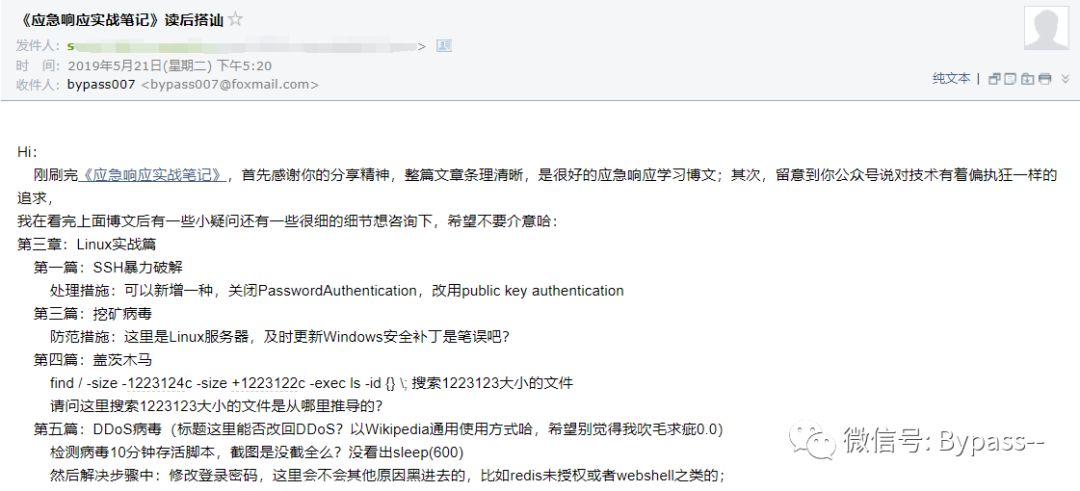 《应急响应实战笔记》读后搭讪
发件人：s >
时 间：2019年5月21日(星期二) 下午5:20
收件人：bypass007 <bypass007@foxmail.com>
纯文本 |
Hi：
刚刷完《应急响应实战笔记》，首先感谢你的分享精神，整篇文章条理清晰，是很好的应急响应学习博文；其次，留意到你公众号说对技术有着偏执狂一样的
追求，
我在看完上面博文后有一些小疑问还有一些很细的细节想咨询下，希望不要介意哈：
第三章：Linux实战篇
第一篇：SSH暴力破解
处理措施：可以新增一种，关闭PasswordAuthentication，改用public key authentication
第三篇：挖矿病毒
防范措施：这里是Linux服务器，及时更新Windows安全补丁是笔误吧？
第四篇：盖茨木马
find / -size -1223124c -size +1223122c -exec ls -id {} \; 搜索1223123大小的文件
请问这里搜索1223123大小的文件是从哪里推导的？
第五篇：DDoS病毒（标题这里能否改回DDoS？以Wikipedia通用使用方式哈，希望别觉得我吹毛求疵0.0）
检测病毒10分钟存活脚本，截图是没截全么？没看出sleep(600)
然后解决步骤中：修改登录密码，这里会不会其他原因黑进去的，比如redis未授权或者webshell之类的；
微信号: Bypass--